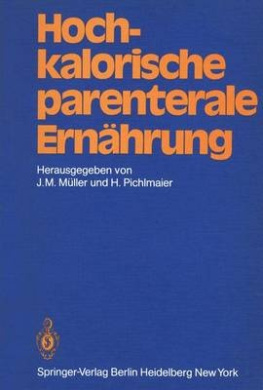 Hoch-
kalorische
parenterale
Ernährung
Herausgegeben von
J.M. Müller und H. Pichlmaier
Springer-Verlag Berlin Heidelberg New York